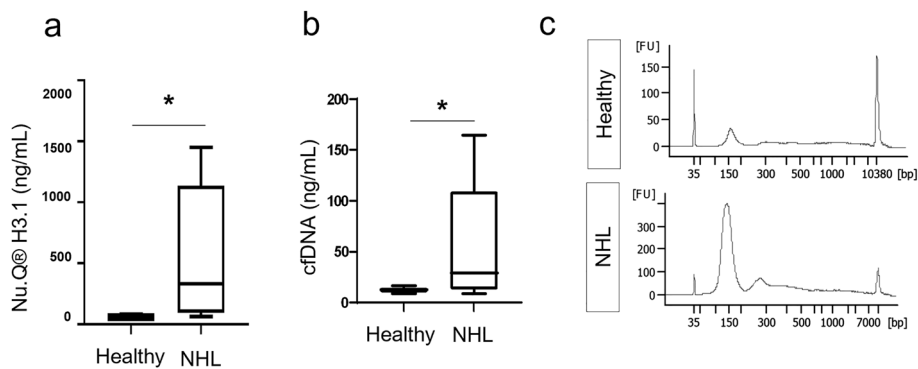 a
Nu.Q® H3.1 (ng/mL)
2000
1500
1000
500
0
*
Healthy NHL
b
cfDNA (ng/mL)
200
150
100
50
0
*
Healthy NHL
c
Healthy
[FU]
150
100
50
0
35 150 300 500 1000 10380 [bp]
NHL
[FU]
300
200
100
0
35 150 300 500 1000 7000 [bp]